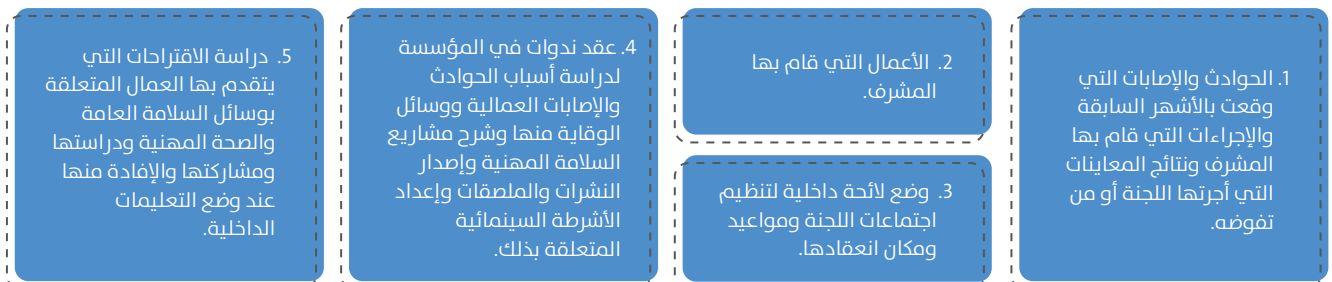 1. الحوادث والإصابات التي
وقعت بالأشهر السابقة
والإجراءات التي قام بها
المشرف ونتائج المعاينات
التي أجرتها اللجنة أو من
تفوضه.
2. الأعمال التي قام بها
المشرف.
3. وضع لائحة داخلية لتنظيم
اجتماعات اللجنة ومواعيد
ومكان انعقادها.
4. عقد ندوات في المؤسسة
لدراسة أسباب الحوادث
والإصابات العمالية ووسائل
الوقاية منها وشرح مشاريع
السلامة المهنية وإصدار
النشرات والملصقات وإعداد
الأشرطة السينمائية
المتعلقة بذلك.
5. دراسة الاقتراحات التي
يتقدم بها العمال المتعلقة
بوسائل السلامة العامة
والصحة المهنية ودراستها
ومشاركتها والإفادة منها
عند وضع التعليمات
الداخلية.